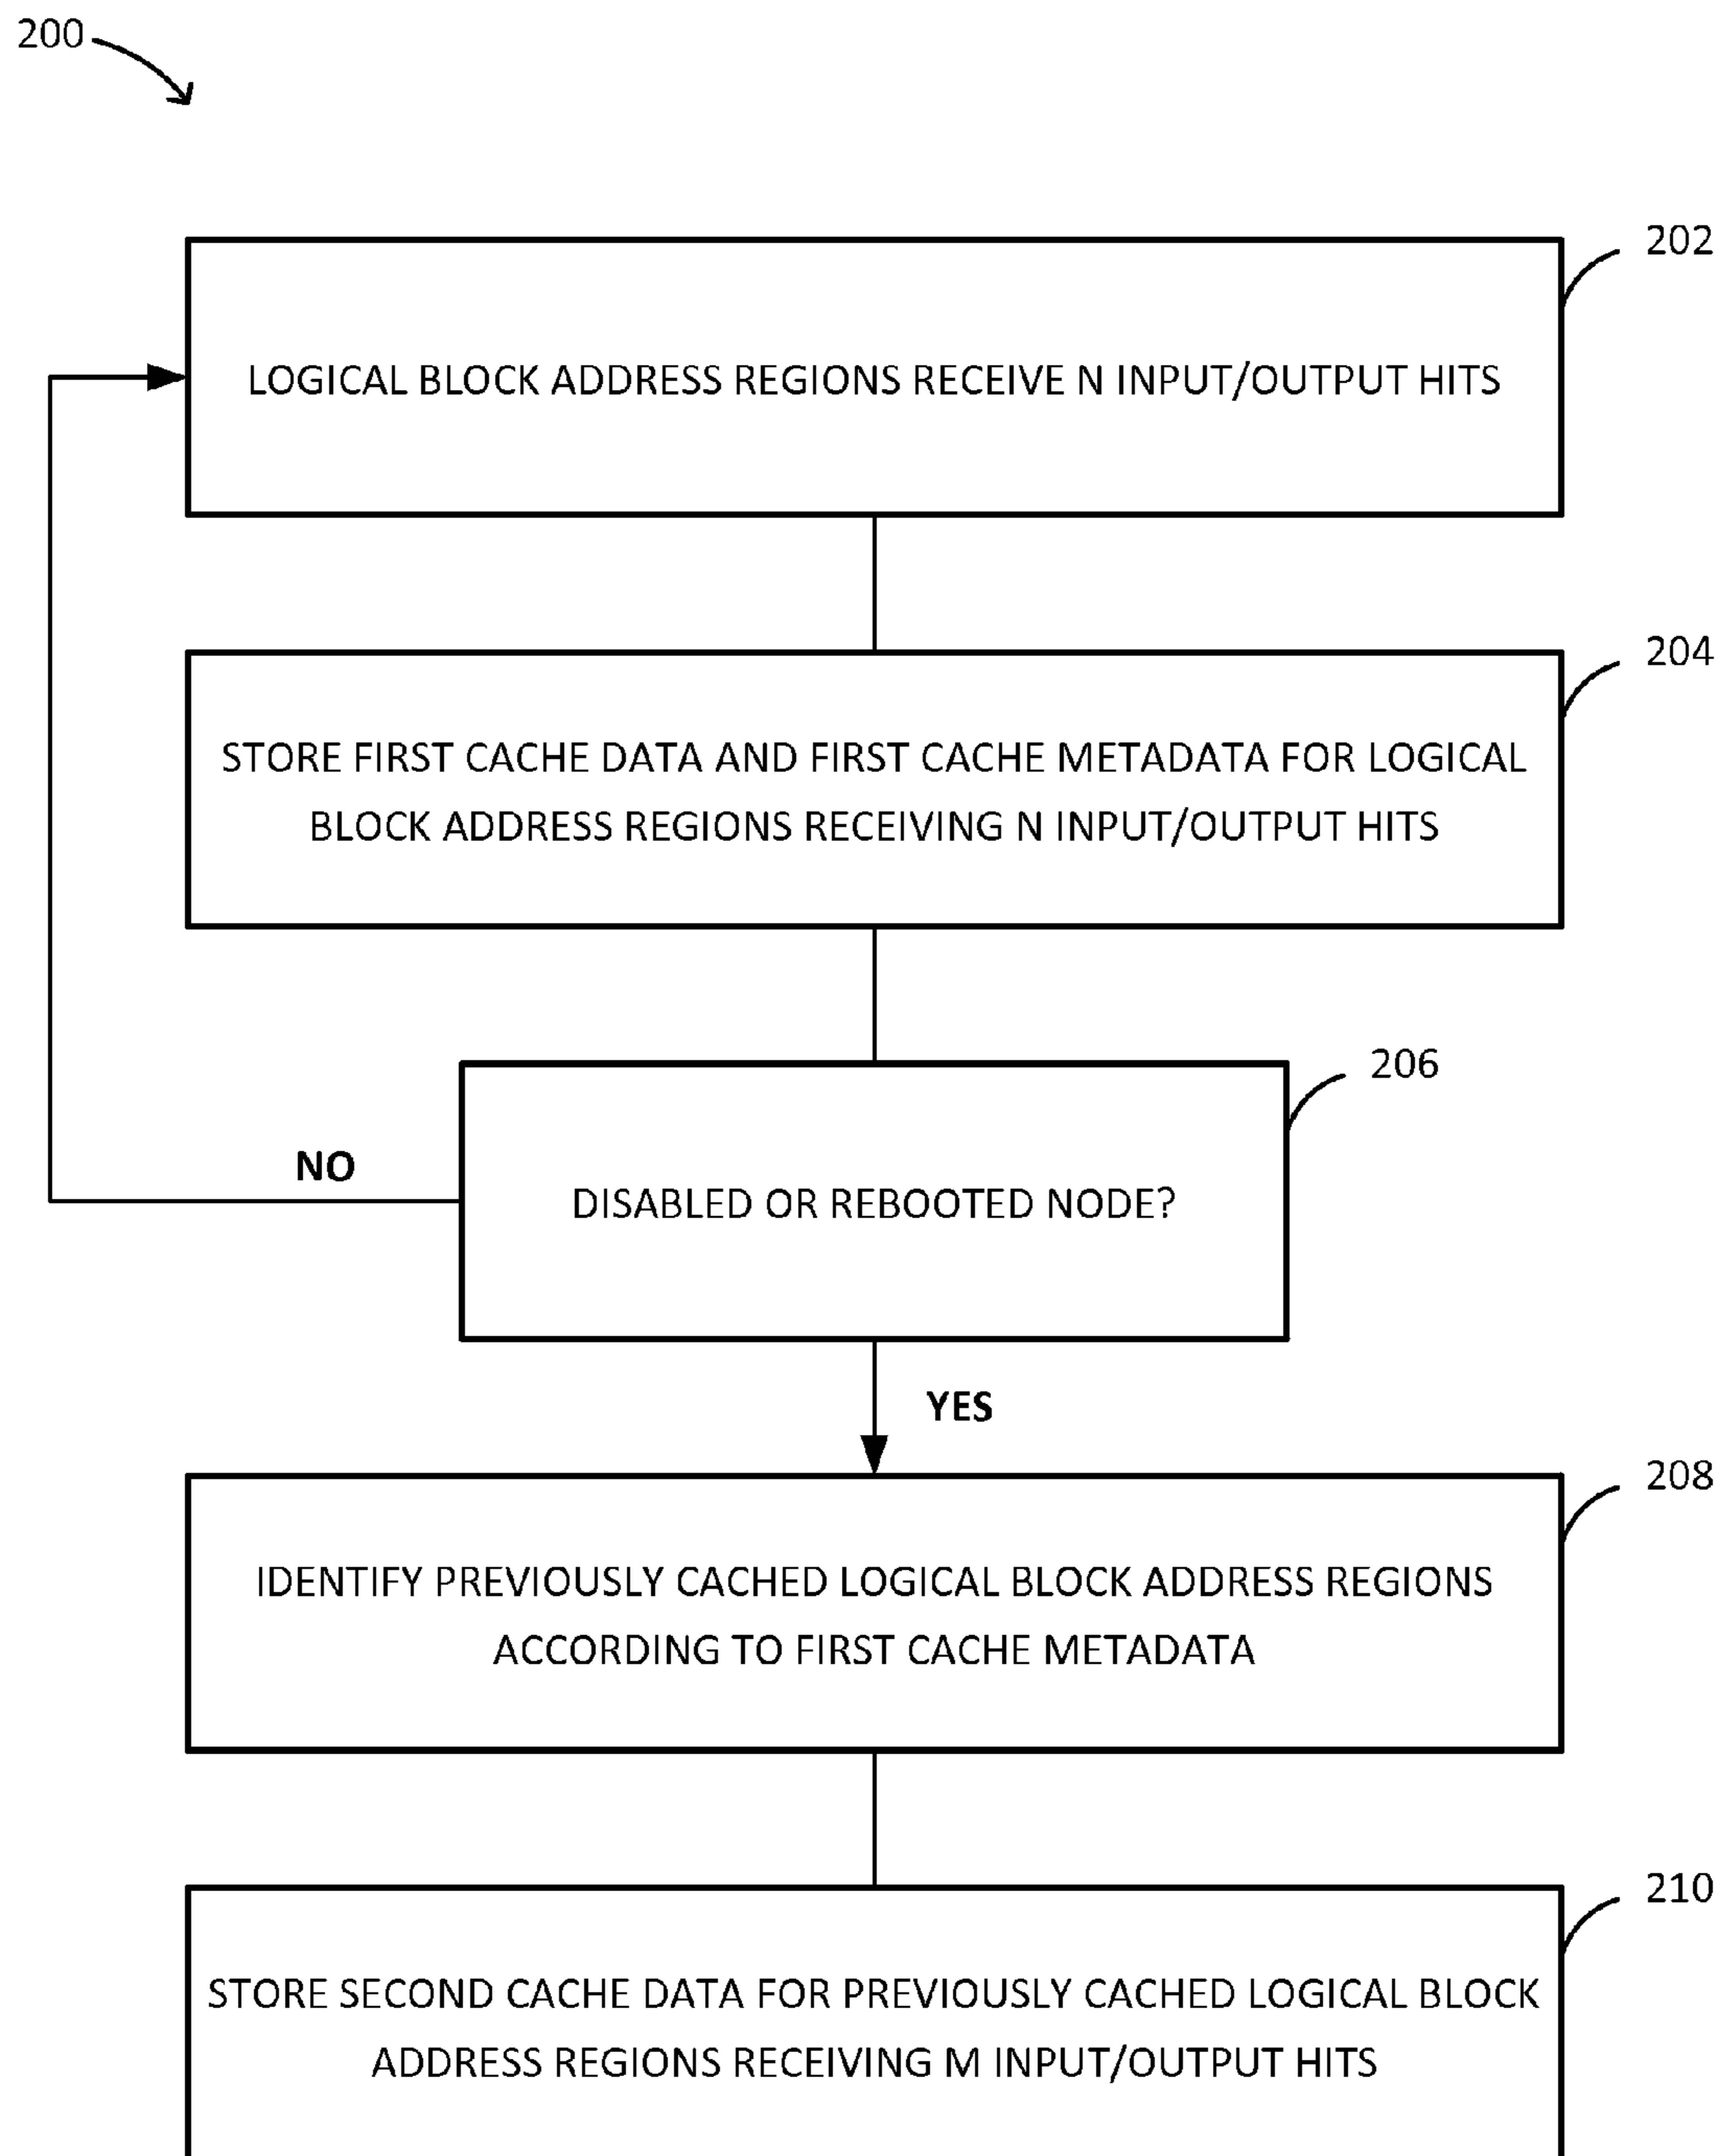 200
202
LOGICAL BLOCK ADDRESS REGIONS RECEIVE N INPUT/OUTPUT HITS
204
STORE FIRST CACHE DATA AND FIRST CACHE METADATA FOR LOGICAL
BLOCK ADDRESS REGIONS RECEIVING N INPUT/OUTPUT HITS
206
NO
DISABLED OR REBOOTED NODE?
YES
208
IDENTIFY PREVIOUSLY CACHED LOGICAL BLOCK ADDRESS REGIONS
ACCORDING TO FIRST CACHE METADATA
210
STORE SECOND CACHE DATA FOR PREVIOUSLY CACHED LOGICAL BLOCK
ADDRESS REGIONS RECEIVING M INPUT/OUTPUT HITS